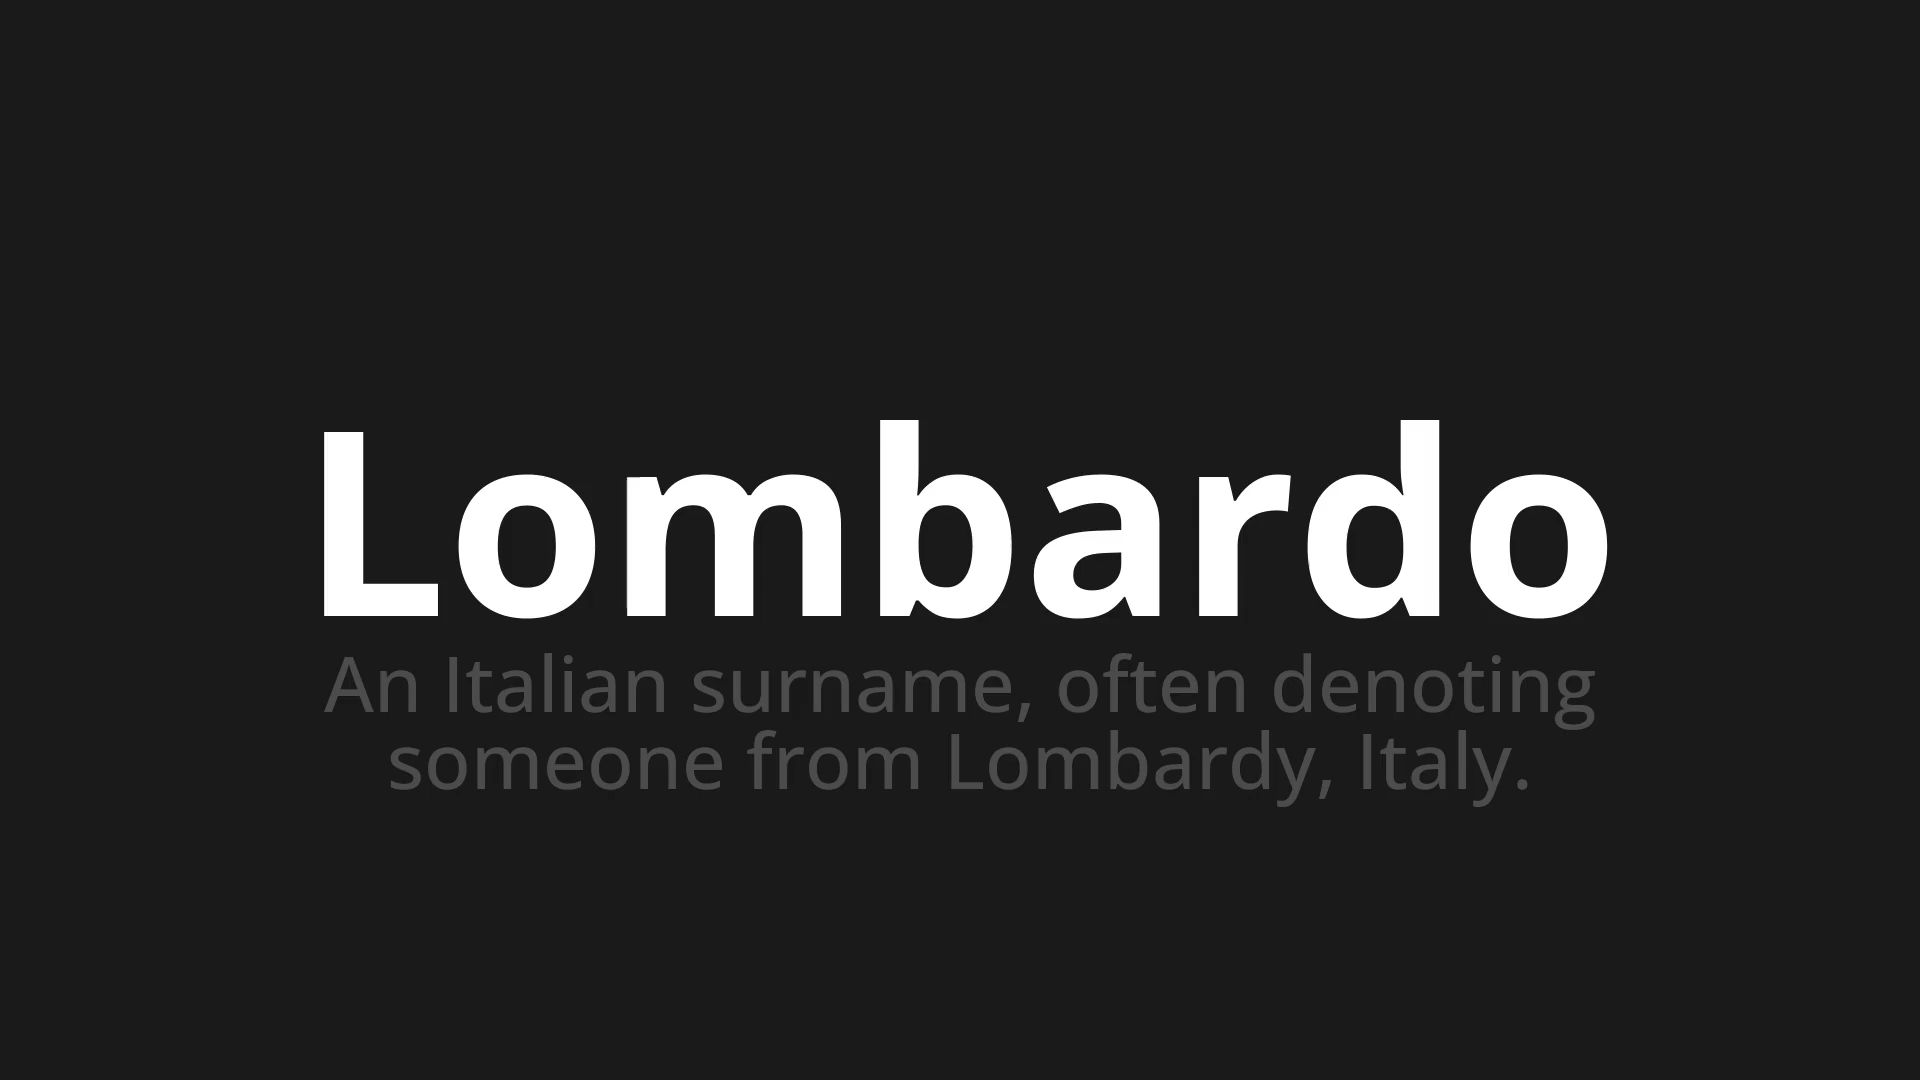 Lombardo
An Italian surname, often denoting
someone from Lombardy, Italy.